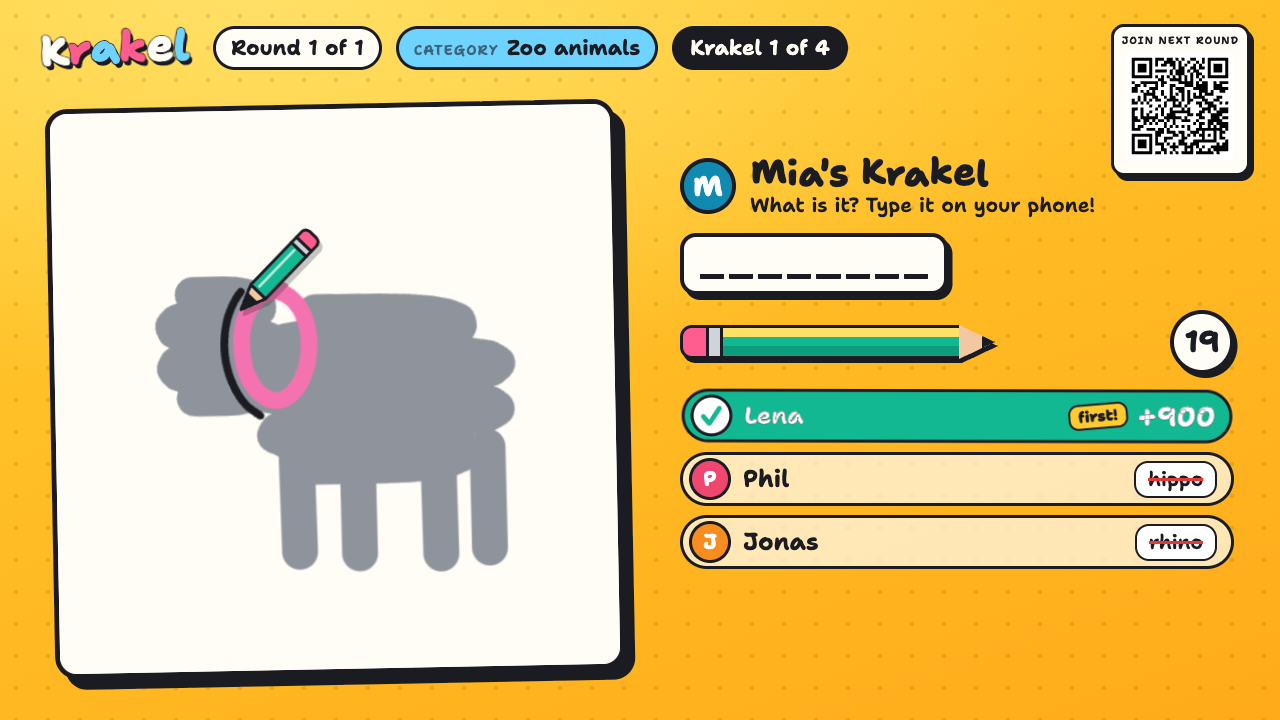 Krakel
Round 1 of 1
CATEGORY Zoo animals
Krakel 1 of 4
JOIN NEXT ROUND
M
Mia's Krakel
What is it? Type it on your phone!
19
Lena first! +900
P Phil hippo
J Jonas rhino